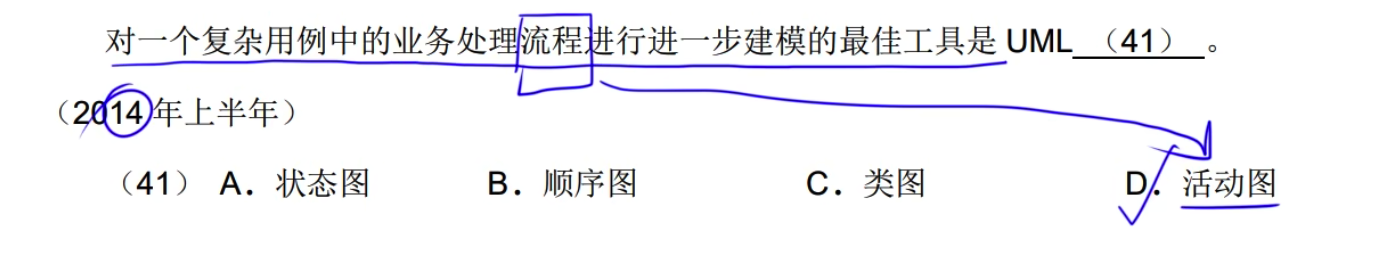 对一个复杂用例中的业务处理流程进行进一步建模的最佳工具是 UML （41） 。
（2014 年上半年）
（41） A．状态图 B．顺序图 C．类图 D．活动图